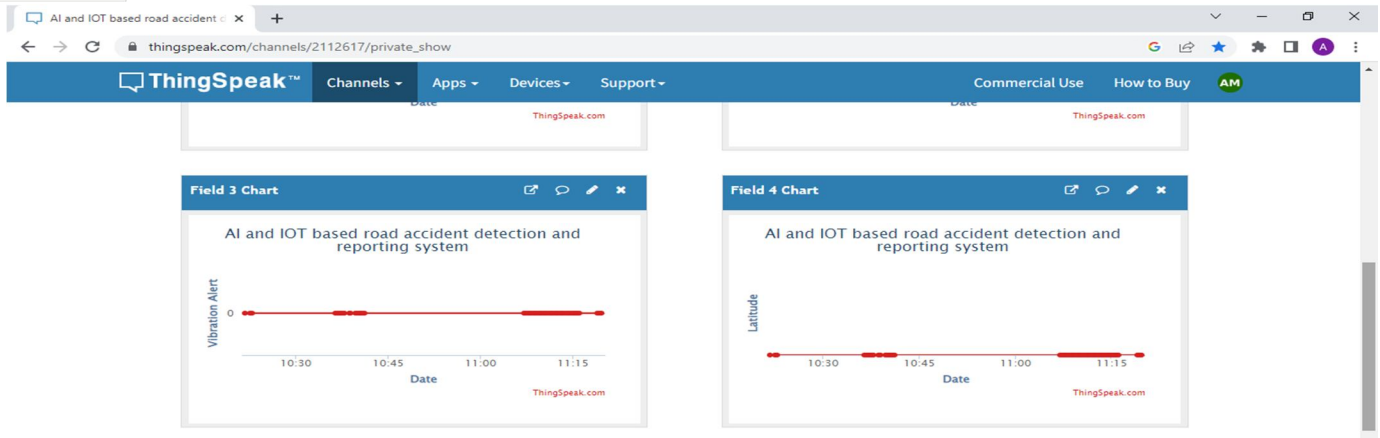 AI and IOT based road accident d
thingspeak.com/channels/2112617/private_show
G
A
ThingSpeak™ Channels Apps Devices Support Commercial Use How to Buy AM
Date Date
ThingSpeak.com ThingSpeak.com
Field 3 Chart
AI and IOT based road accident detection and
reporting system
Vibration Alert
0
10:30 10:45 11:00 11:15
Date
ThingSpeak.com
Field 4 Chart
AI and IOT based road accident detection and
reporting system
Latitude
10:30 10:45 11:00 11:15
Date
ThingSpeak.com